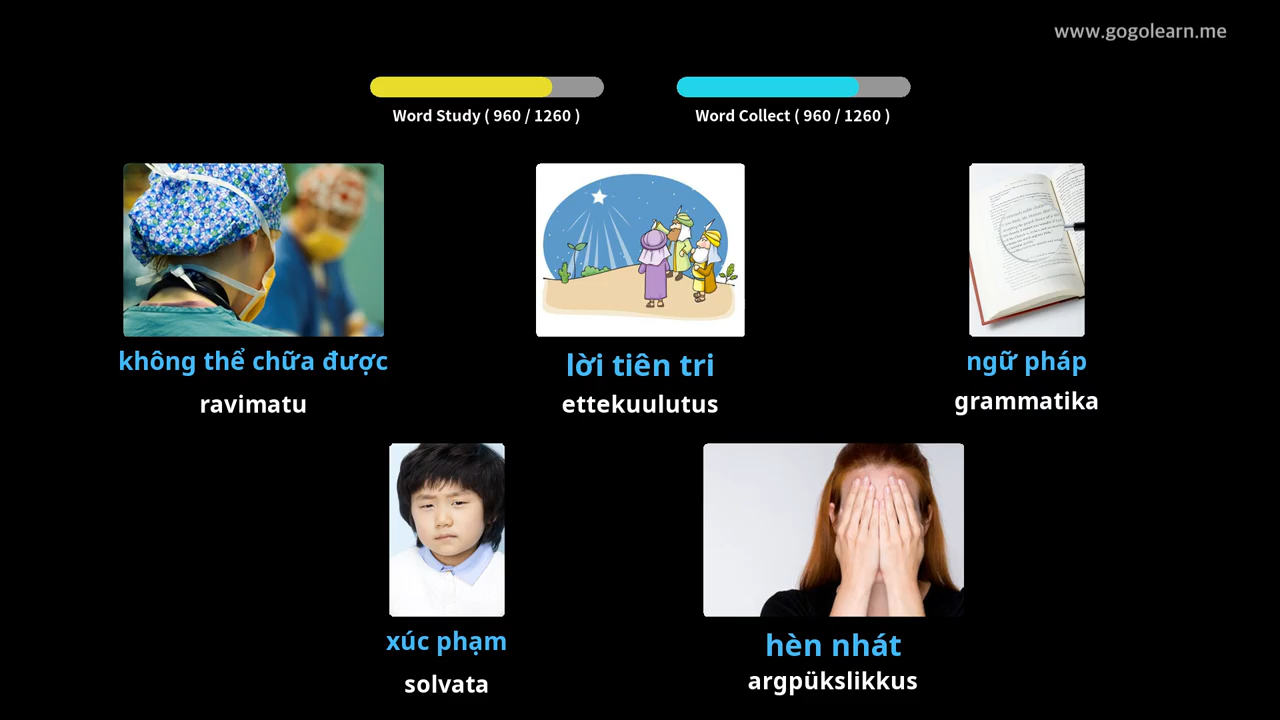 www.gogolearn.me
Word Study ( 960 / 1260 )
Word Collect ( 960 / 1260 )
không thể chữa được
ravimatu
lời tiên tri
ettekuulutus
ngữ pháp
grammatika
xúc phạm
solvata
hèn nhát
argpükslikkus